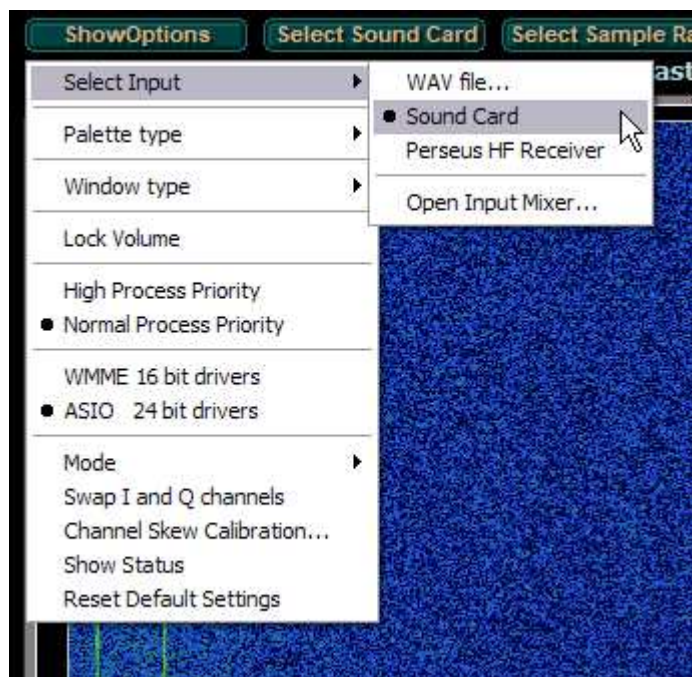 ShowOptions
Select Sound Card
Select Sample Ra
ast
Select Input
Palette type
Window type
Lock Volume
High Process Priority
Normal Process Priority
WMME 16 bit drivers
ASIO 24 bit drivers
Mode
Swap I and Q channels
Channel Skew Calibration...
Show Status
Reset Default Settings
WAV file...
Sound Card
Perseus HF Receiver
Open Input Mixer...